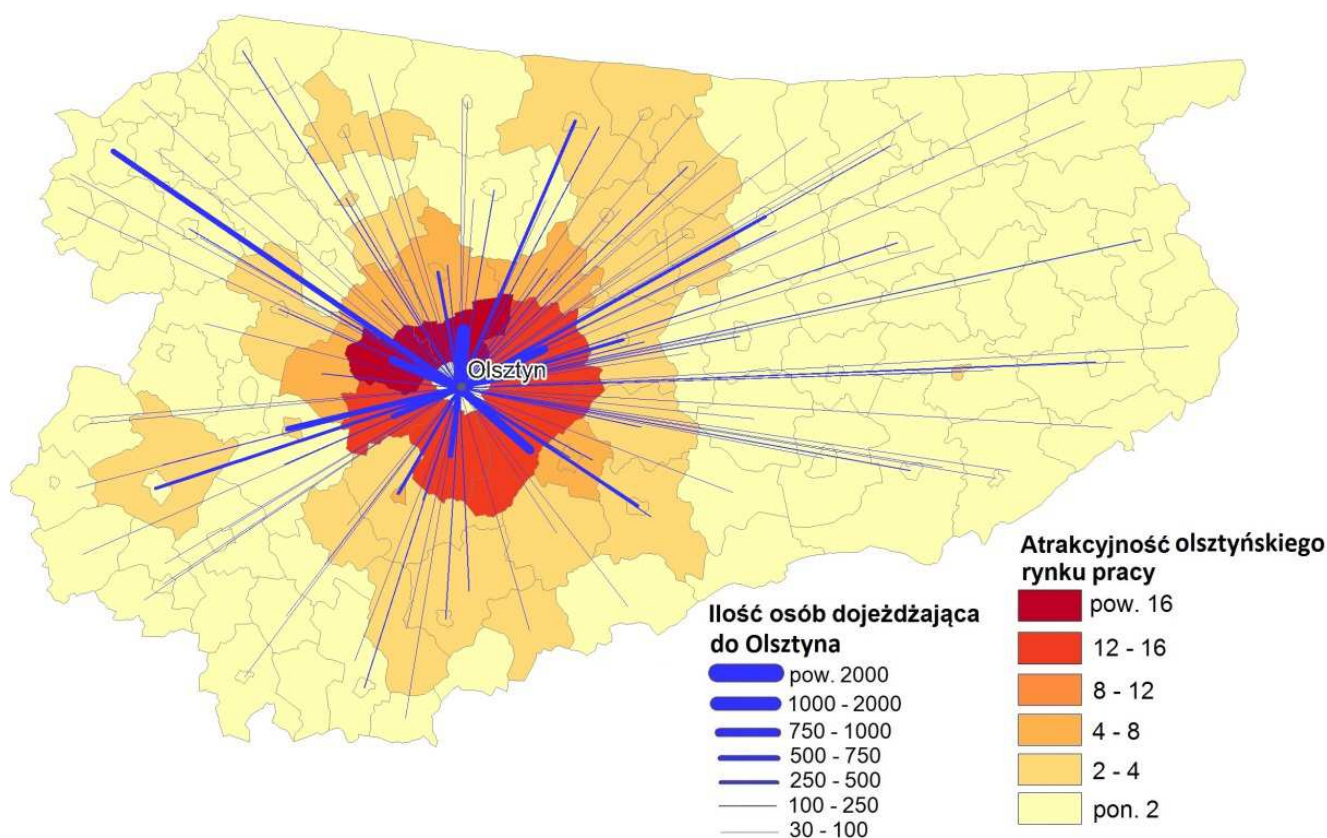 Olsztyn
Ilość osób dojeżdżająca
do Olsztyna
pow. 2000
1000 - 2000
750 - 1000
500 - 750
250 - 500
100 - 250
30 - 100
Atrakcyjność olsztyńskiego
rynku pracy
pow. 16
12 - 16
8 - 12
4 - 8
2 - 4
pon. 2